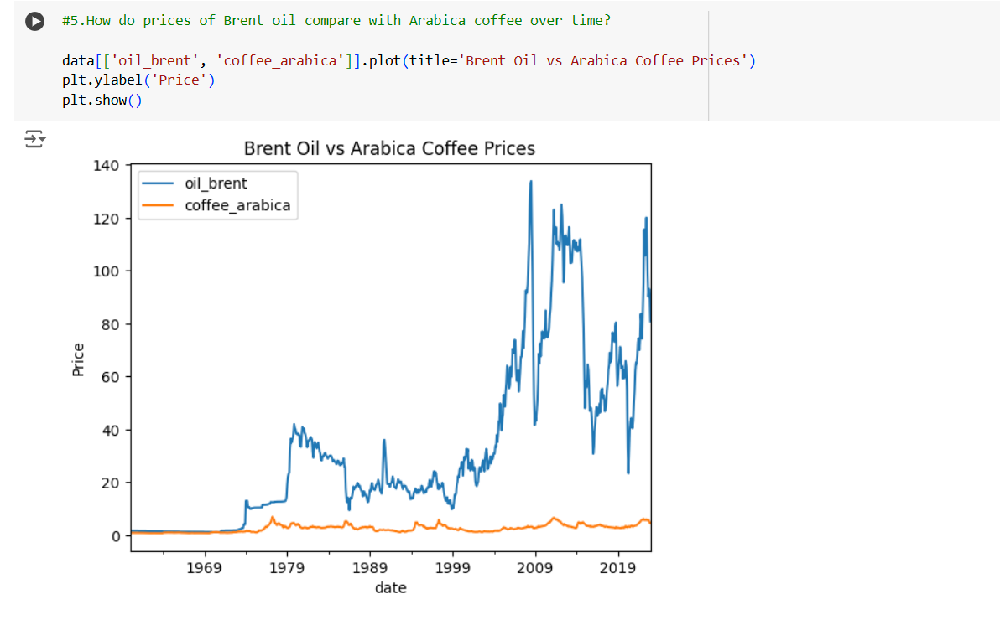 #5.How do prices of Brent oil compare with Arabica coffee over time?
data[['oil_brent', 'coffee_arabica']].plot(title='Brent Oil vs Arabica Coffee Prices')
plt.ylabel('Price')
plt.show()
Brent Oil vs Arabica Coffee Prices
oil_brent
coffee_arabica
140
120
100
80
60
40
20
0
Price
1969 1979 1989 1999 2009 2019
date